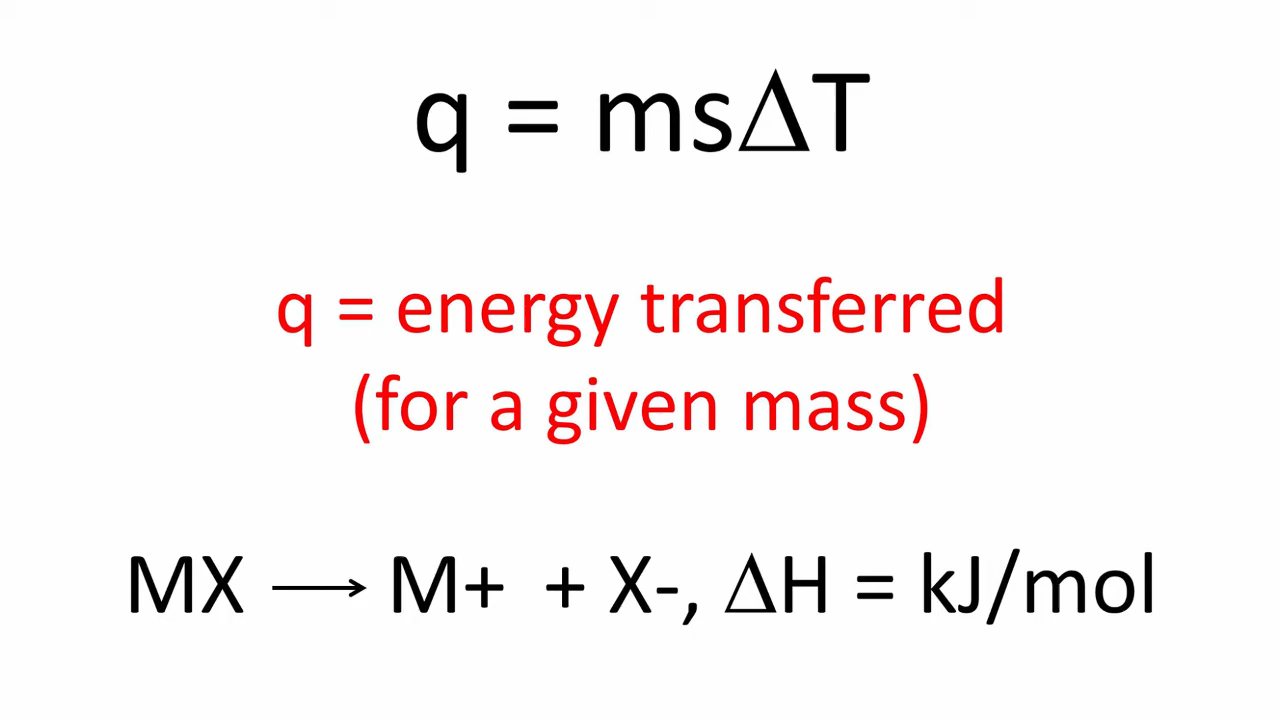 q = msΔT
q = energy transferred
(for a given mass)
MX ⟶ M+ + X-, ΔH = kJ/mol